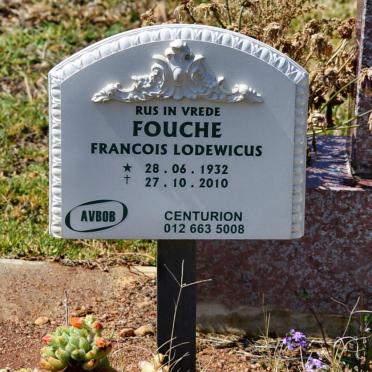 RUS IN VREDE
FOUCHE
FRANCOIS LODEWICUS
★ 28 . 06 . 1932
✝ 27 . 10 . 2010
AVBOB
CENTURION
012 663 5008